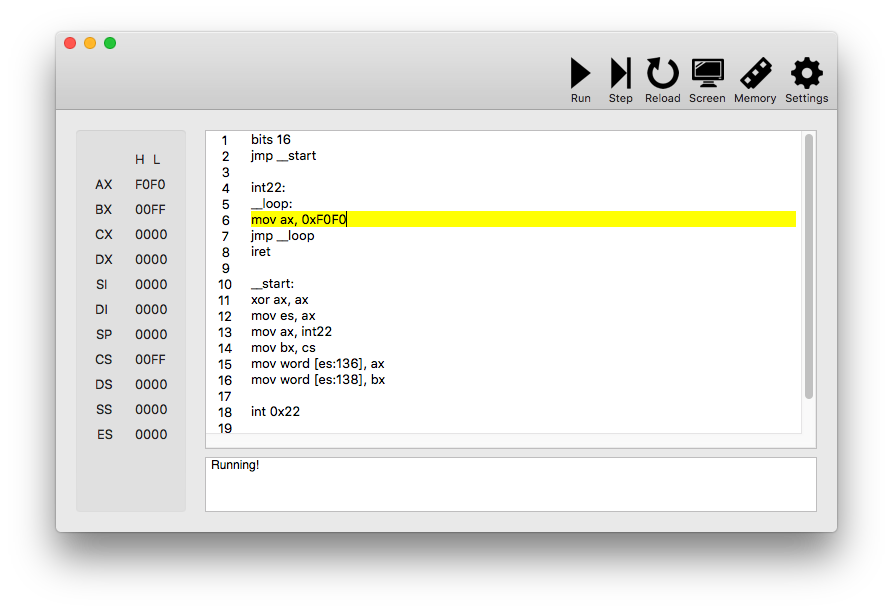 Run Step Reload Screen Memory Settings
H L
AX F0F0
BX 00FF
CX 0000
DX 0000
SI 0000
DI 0000
SP 0000
CS 00FF
DS 0000
SS 0000
ES 0000
1 bits 16
2 jmp __start
3
4 int22:
5 __loop:
6 mov ax, 0xF0F0
7 jmp __loop
8 iret
9
10 __start:
11 xor ax, ax
12 mov es, ax
13 mov ax, int22
14 mov bx, cs
15 mov word [es:136], ax
16 mov word [es:138], bx
17
18 int 0x22
19
Running!